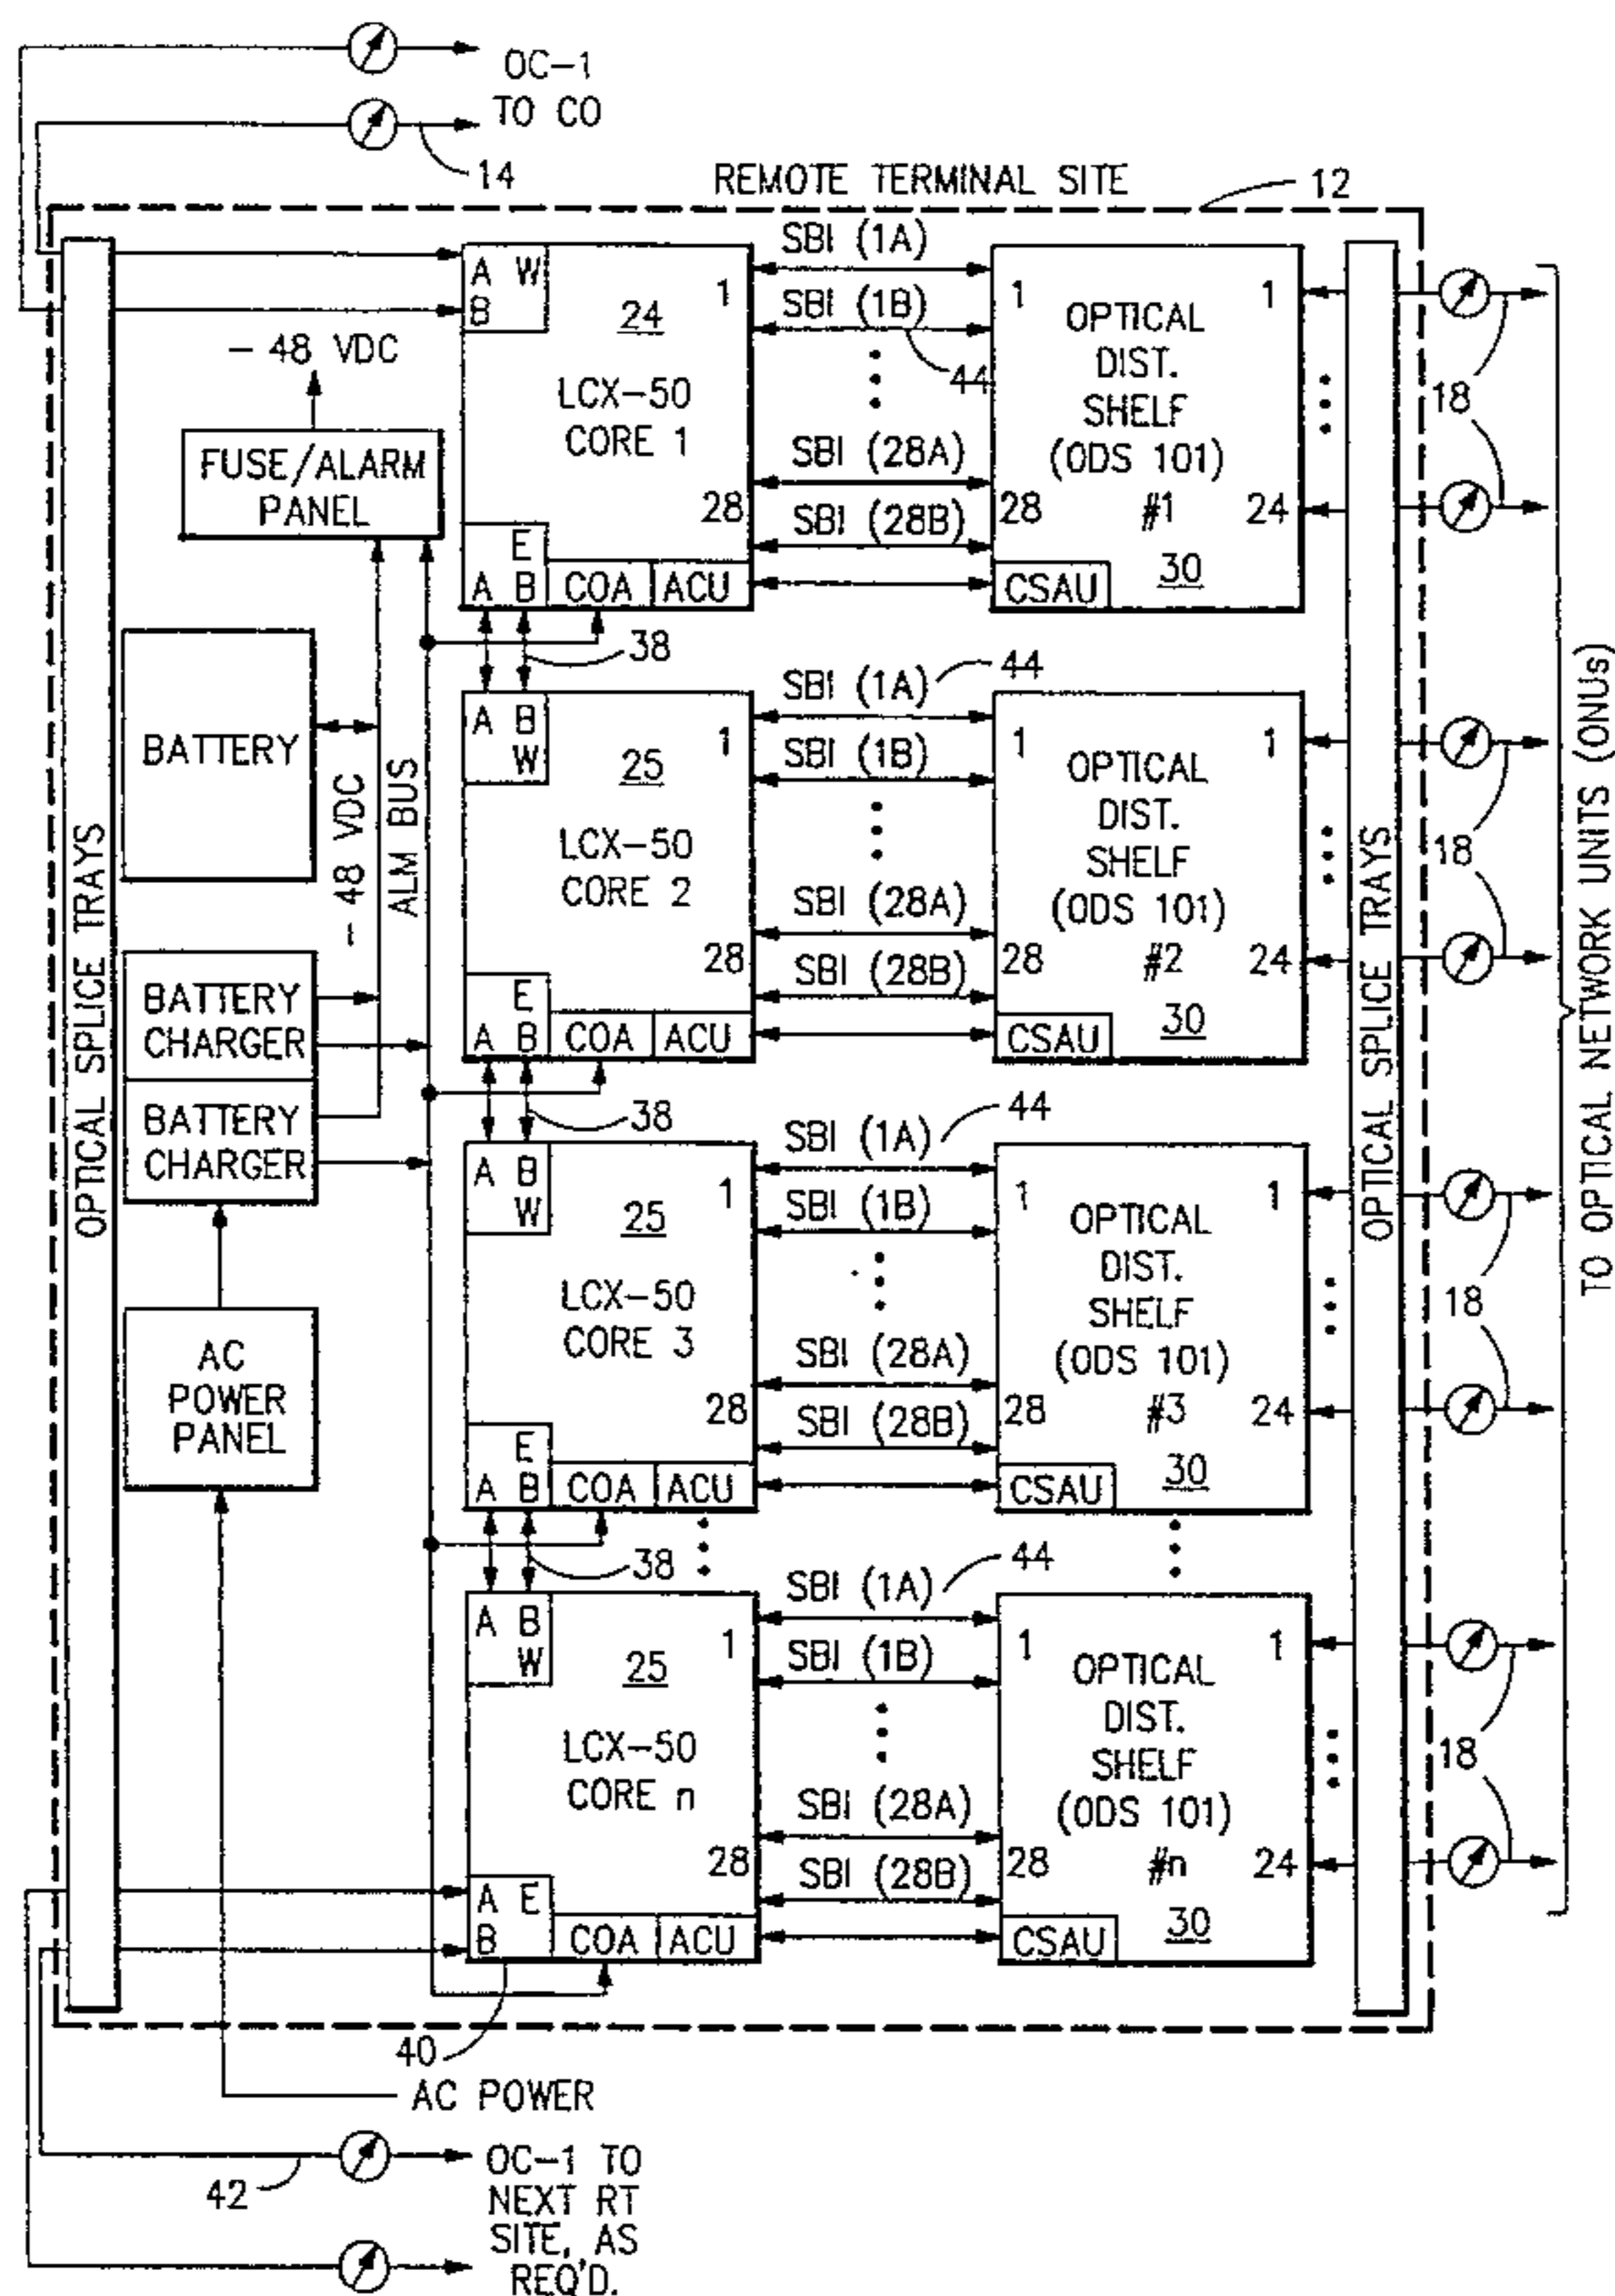 OC-1
TO CO
14
REMOTE TERMINAL SITE
12
OPTICAL SPLICE TRAYS
- 48 VDC
FUSE/ALARM
PANEL
BATTERY
- 48 VDC
ALM BUS
BATTERY
CHARGER
BATTERY
CHARGER
AC
POWER
PANEL
A W
B
24
1
LCX-50
CORE 1
28
E
A B
COA
ACU
SBI (1A)
SBI (1B)
44
SBI (28A)
SBI (28B)
1
OPTICAL
DIST.
SHELF
(ODS 101)
#1
1
28
24
CSAU
30
18
38
A B
W
25
1
LCX-50
CORE 2
28
E
A B
COA
ACU
SBI (1A)
44
SBI (1B)
SBI (28A)
SBI (28B)
1
OPTICAL
DIST.
SHELF
(ODS 101)
#2
1
28
24
CSAU
30
18
38
A B
W
25
1
LCX-50
CORE 3
28
E
A B
COA
ACU
SBI (1A)
44
SBI (1B)
SBI (28A)
SBI (28B)
1
OPTICAL
DIST.
SHELF
(ODS 101)
#3
1
28
24
CSAU
30
18
38
A B
W
25
1
LCX-50
CORE n
28
A E
B
COA
ACU
SBI (1A)
44
SBI (1B)
SBI (28A)
SBI (28B)
1
OPTICAL
DIST.
SHELF
(ODS 101)
#n
1
28
24
CSAU
30
18
OPTICAL SPLICE TRAYS
TO OPTICAL NETWORK UNITS (ONUs)
40
AC POWER
42
OC-1 TO
NEXT RT
SITE, AS
REQ'D.